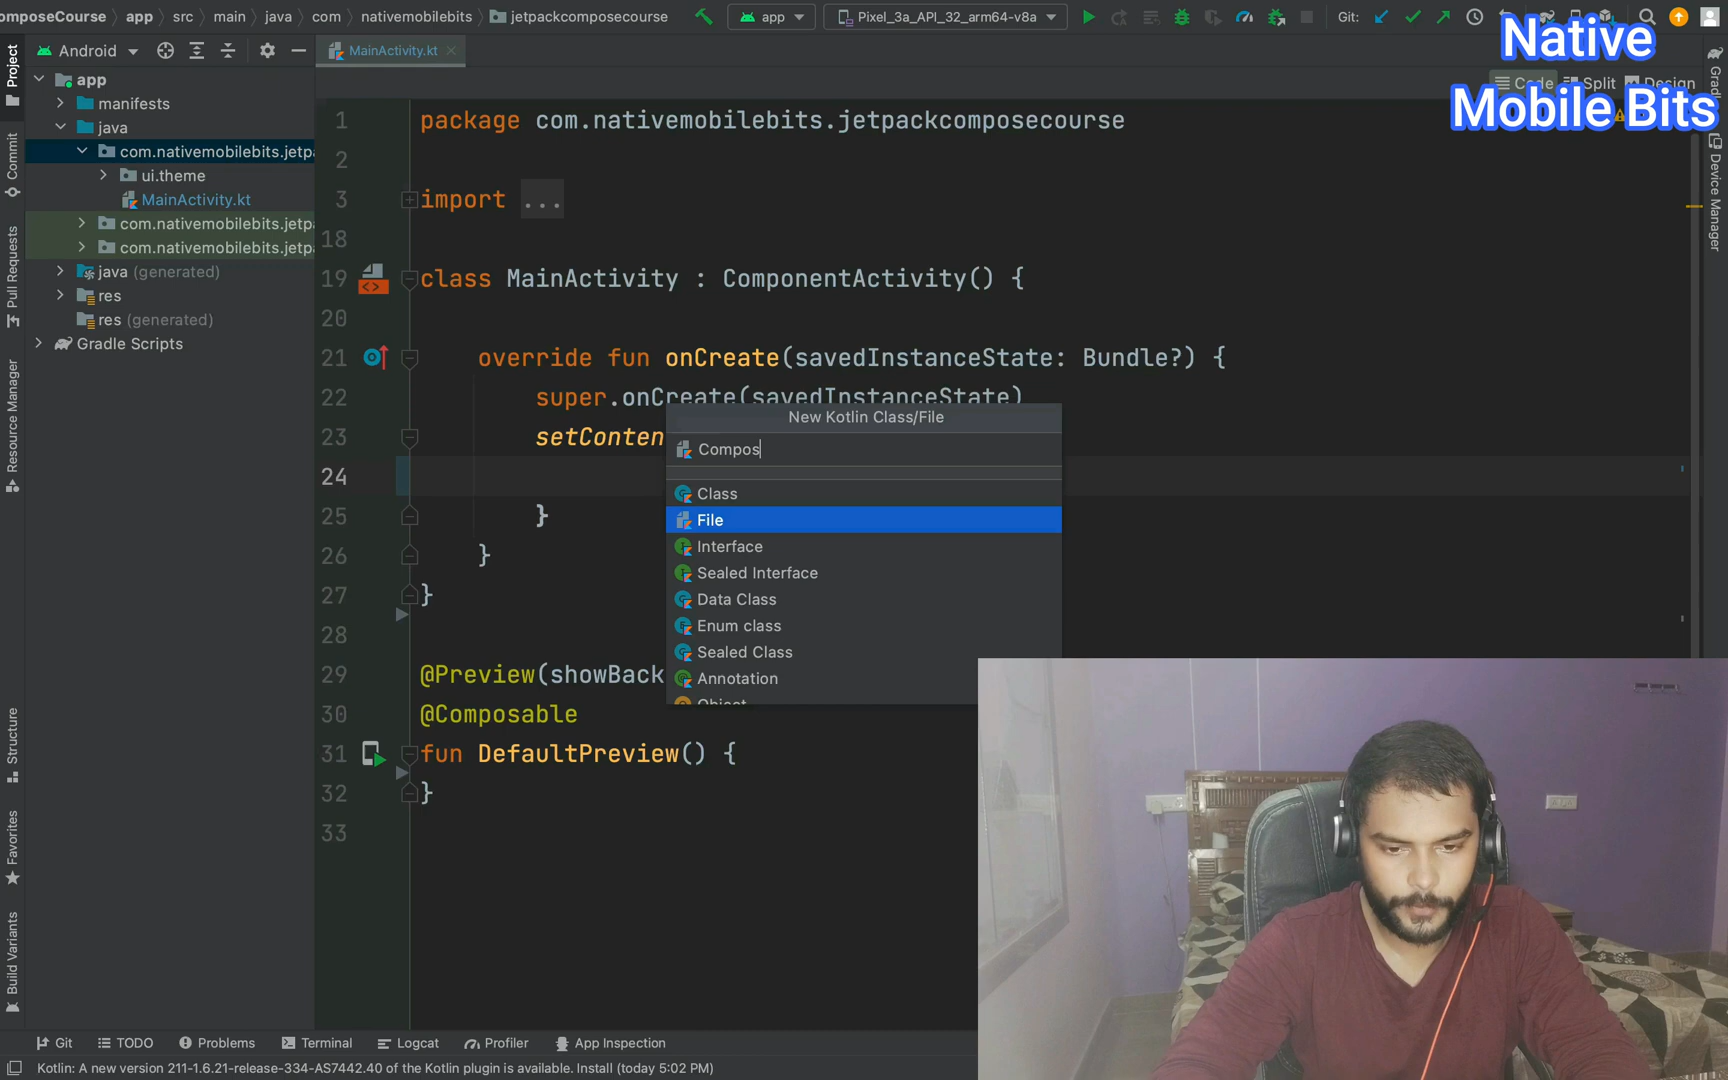 omposeCourse app src main java com nativemobilebits jetpackcomposecourse app Pixel_3a_API_32_arm64-v8a Git:
Native
Mobile Bits
Project
Commit
Pull Requests
Resource Manager
Structure
Favorites
Build Variants
Android
app
manifests
java
com.nativemobilebits.jetpa
ui.theme
MainActivity.kt
com.nativemobilebits.jetpa
com.nativemobilebits.jetpa
java (generated)
res
res (generated)
Gradle Scripts
MainActivity.kt
Code Split Design
1 package com.nativemobilebits.jetpackcomposecourse
2
3 import ...
18
19 class MainActivity : ComponentActivity() {
20
21 override fun onCreate(savedInstanceState: Bundle?) {
22 super.onCreate(savedInstanceState)
23 setConten
24
25 }
26 }
27 }
28
29 @Preview(showBack
30 @Composable
31 fun DefaultPreview() {
32 }
33
New Kotlin Class/File
Compos
Class
File
Interface
Sealed Interface
Data Class
Enum class
Sealed Class
Annotation
Object
Device Manager
Git TODO Problems Terminal Logcat Profiler App Inspection
Kotlin: A new version 211-1.6.21-release-334-AS7442.40 of the Kotlin plugin is available. Install (today 5:02 PM)